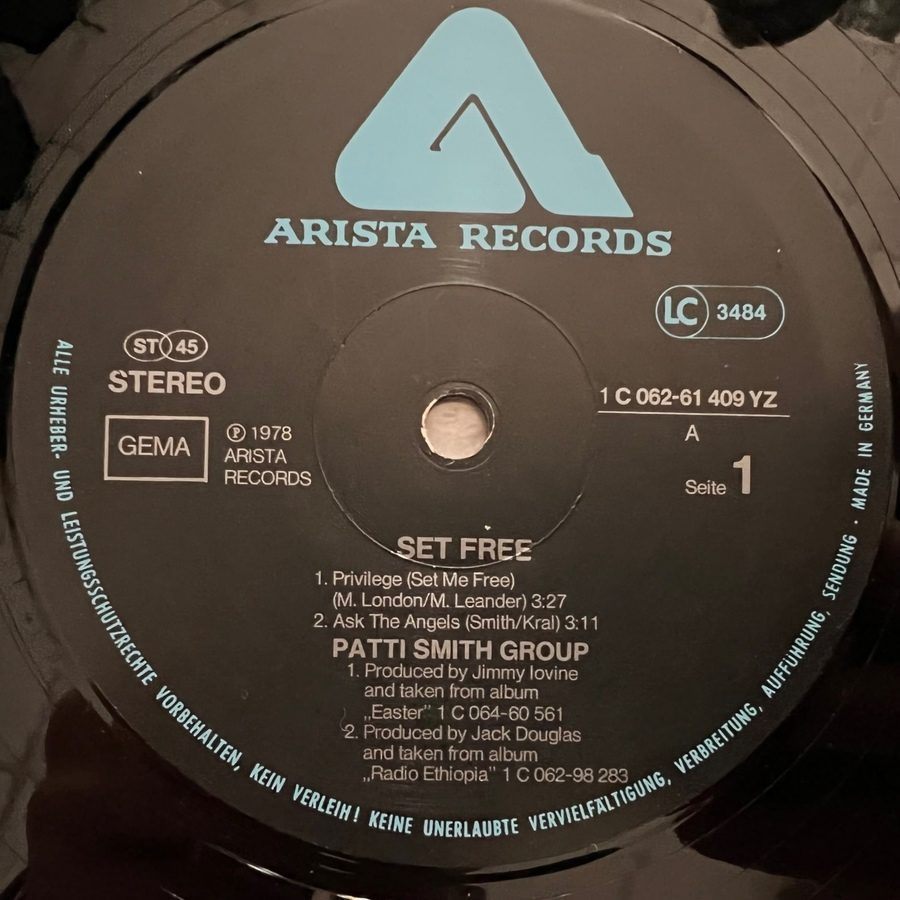 ARISTA RECORDS
LC 3484
ST 45
STEREO
GEMA
℗ 1978
ARISTA
RECORDS
1 C 062-61 409 YZ
A
Seite 1
SET FREE
1. Privilege (Set Me Free)
(M. London/M. Leander) 3:27
2. Ask The Angels (Smith/Kral) 3:11
PATTI SMITH GROUP
1. Produced by Jimmy Iovine
and taken from album
„Easter" 1 C 064-60 561
2. Produced by Jack Douglas
and taken from album
„Radio Ethiopia" 1 C 062-98 283
ALLE URHEBER- UND LEISTUNGSSCHUTZRECHTE VORBEHALTEN, KEIN VERLEIH! KEINE UNERLAUBTE VERVIELFÄLTIGUNG, VERBREITUNG, AUFFÜHRUNG, SENDUNG · MADE IN GERMANY